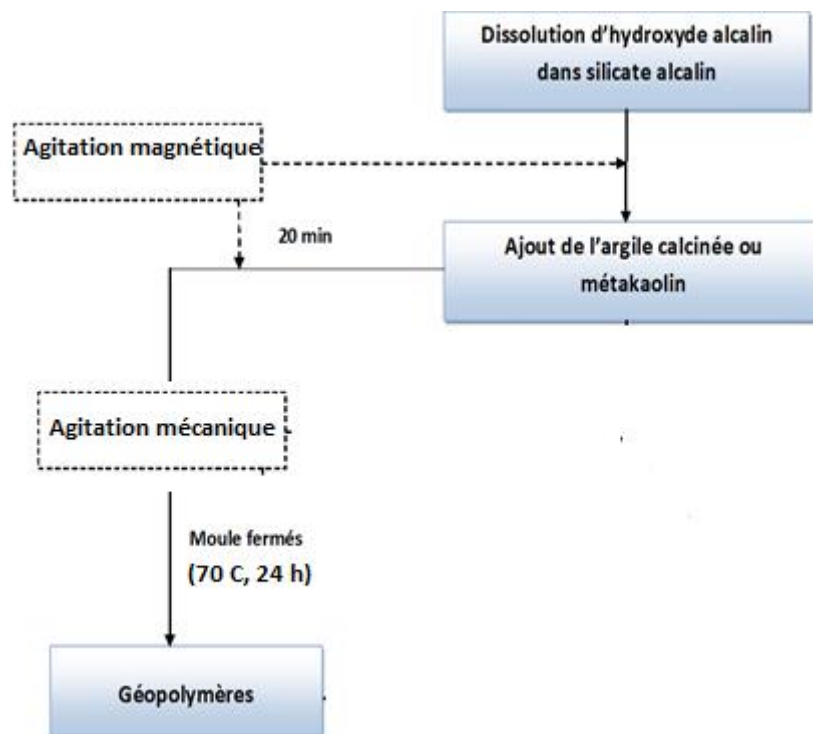 Dissolution d'hydroxyde alcalin
dans silicate alcalin
Agitation magnétique
20 min
Ajout de l'argile calcinée ou
métakaolin
Agitation mécanique
Moule fermés
(70 C, 24 h)
Géopolymères